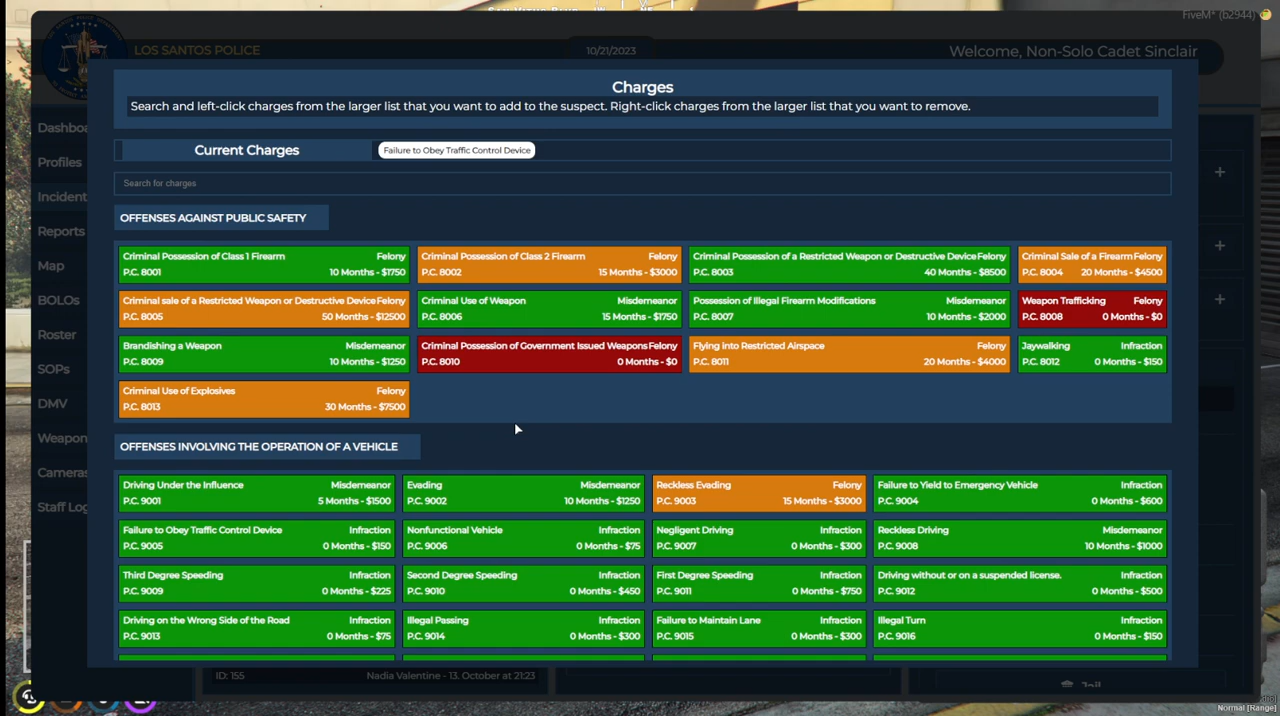 FiveM* (b2944)
LOS SANTOS POLICE
10/21/2023
Welcome, Non-Solo Cadet Sinclair
Charges
Search and left-click charges from the larger list that you want to add to the suspect. Right-click charges from the larger list that you want to remove.
Dashboa
Profiles
Incident
Reports
Map
BOLOs
Roster
SOPs
DMV
Weapon
Cameras
Staff Log
Current Charges
Failure to Obey Traffic Control Device
Search for charges
OFFENSES AGAINST PUBLIC SAFETY
Criminal Possession of Class 1 Firearm Felony
P.C. 8001 10 Months - $750
Criminal Possession of Class 2 Firearm Felony
P.C. 8002 15 Months - $3000
Criminal Possession of a Restricted Weapon or Destructive Device Felony
P.C. 8003 40 Months - $8500
Criminal Sale of a Firearm Felony
P.C. 8004 20 Months - $4500
Criminal sale of a Restricted Weapon or Destructive Device Felony
P.C. 8005 50 Months - $12500
Criminal Use of Weapon Misdemeanor
P.C. 8006 15 Months - $1750
Possession of Illegal Firearm Modifications Misdemeanor
P.C. 8007 10 Months - $2000
Weapon Trafficking Felony
P.C. 8008 0 Months - $0
Brandishing a Weapon Misdemeanor
P.C. 8009 10 Months - $1250
Criminal Possession of Government Issued Weapons Felony
P.C. 8010 0 Months - $0
Flying into Restricted Airspace Felony
P.C. 8011 20 Months - $4000
Jaywalking Infraction
P.C. 8012 0 Months - $150
Criminal Use of Explosives Felony
P.C. 8013 30 Months - $7500
OFFENSES INVOLVING THE OPERATION OF A VEHICLE
Driving Under the Influence Misdemeanor
P.C. 9001 5 Months - $1500
Evading Misdemeanor
P.C. 9002 10 Months - $1250
Reckless Evading Felony
P.C. 9003 15 Months - $3000
Failure to Yield to Emergency Vehicle Infraction
P.C. 9004 0 Months - $600
Failure to Obey Traffic Control Device Infraction
P.C. 9005 0 Months - $150
Nonfunctional Vehicle Infraction
P.C. 9006 0 Months - $75
Negligent Driving Infraction
P.C. 9007 0 Months - $300
Reckless Driving Misdemeanor
P.C. 9008 10 Months - $1000
Third Degree Speeding Infraction
P.C. 9009 0 Months - $225
Second Degree Speeding Infraction
P.C. 9010 0 Months - $450
First Degree Speeding Infraction
P.C. 9011 0 Months - $750
Driving without or on a suspended license. Infraction
P.C. 9012 0 Months - $500
Driving on the Wrong Side of the Road Infraction
P.C. 9013 0 Months - $75
Illegal Passing Infraction
P.C. 9014 0 Months - $300
Failure to Maintain Lane Infraction
P.C. 9015 0 Months - $300
Illegal Turn Infraction
P.C. 9016 0 Months - $150
ID: 155 Nadia Valentine - 13. October at 21:23
Jail
Normal [Range]